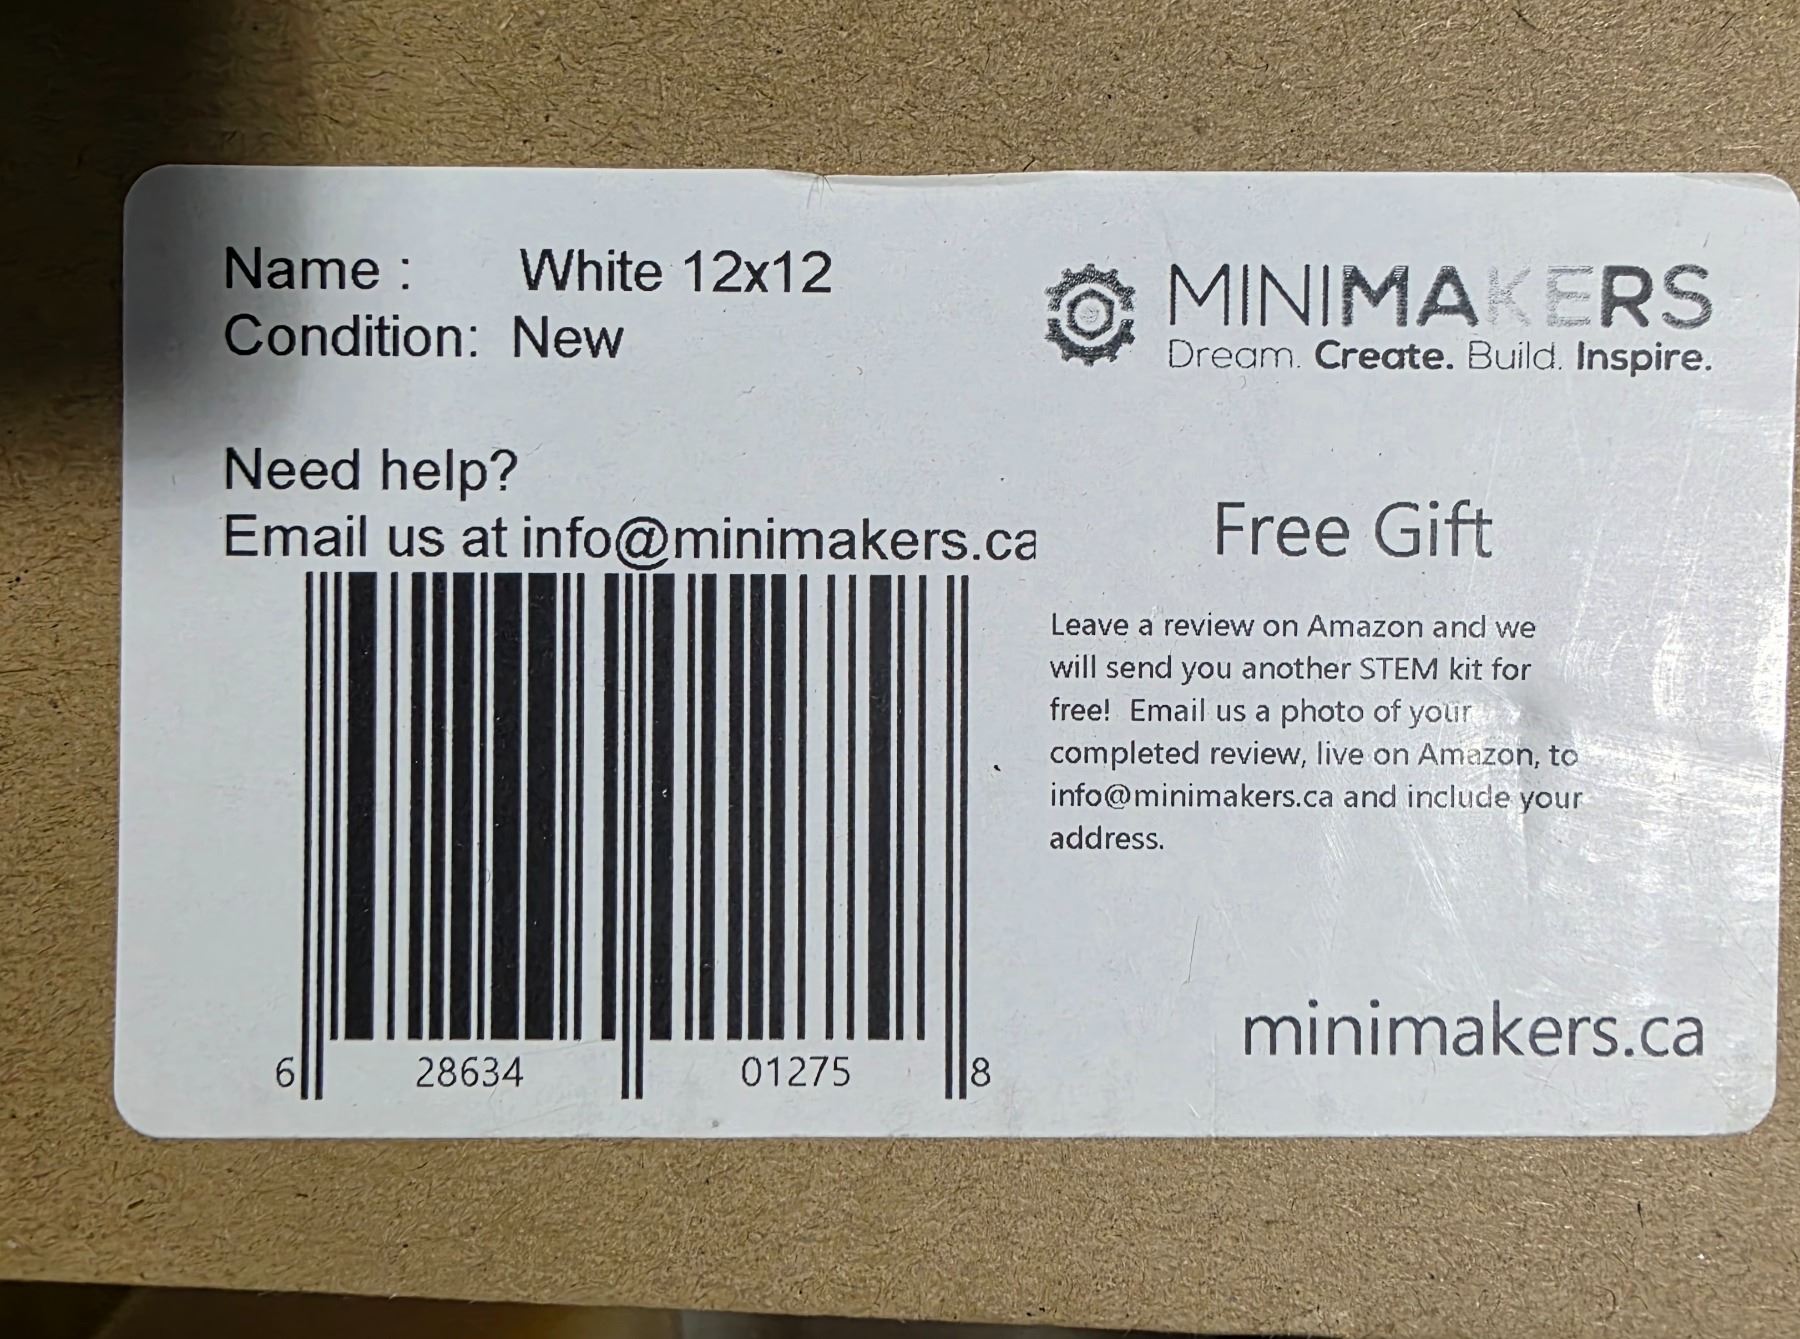 Name : White 12x12
Condition: New
Need help?
Email us at info@minimakers.ca
6 28634 01275 8
MINIMAKERS
Dream. Create. Build. Inspire.
Free Gift
Leave a review on Amazon and we
will send you another STEM kit for
free! Email us a photo of your
completed review, live on Amazon, to
info@minimakers.ca and include your
address.
minimakers.ca